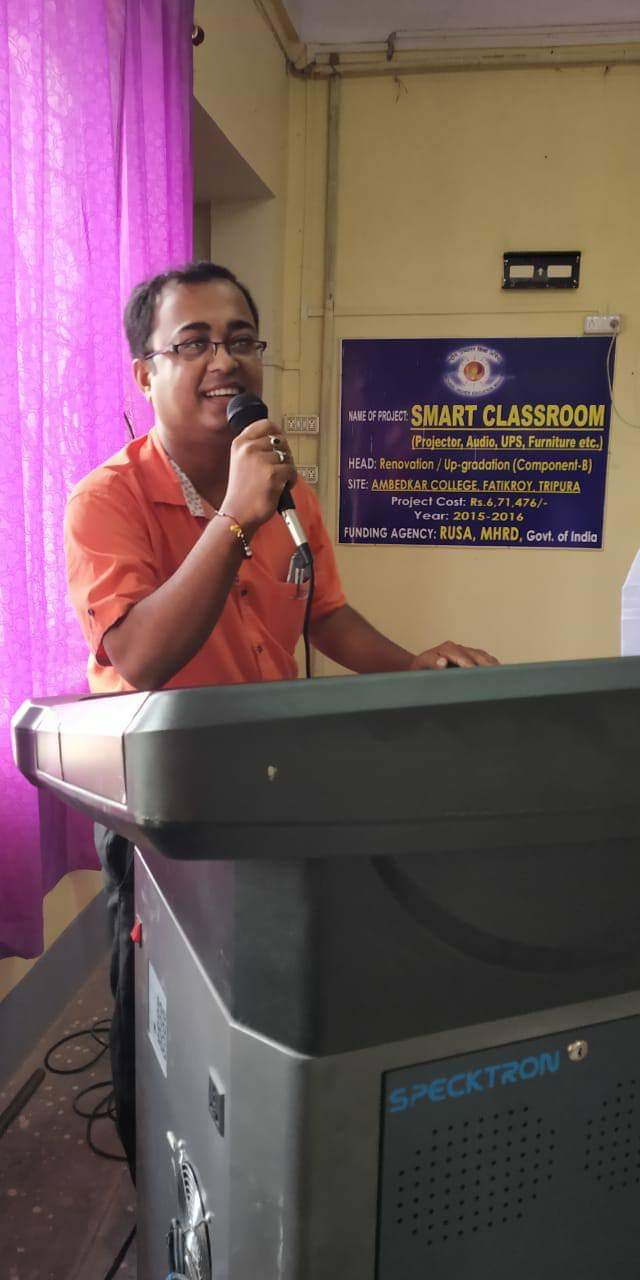 NAME OF PROJECT: SMART CLASSROOM
(Projector, Audio, UPS, Furniture etc.)
HEAD: Renovation / Up-gradation (Component-B)
SITE: AMBEDKAR COLLEGE, FATIKROY, TRIPURA
Project Cost: Rs.6,71,476/-
Year: 2015-2016
FUNDING AGENCY: RUSA, MHRD, Govt. of India
SPECKTRON